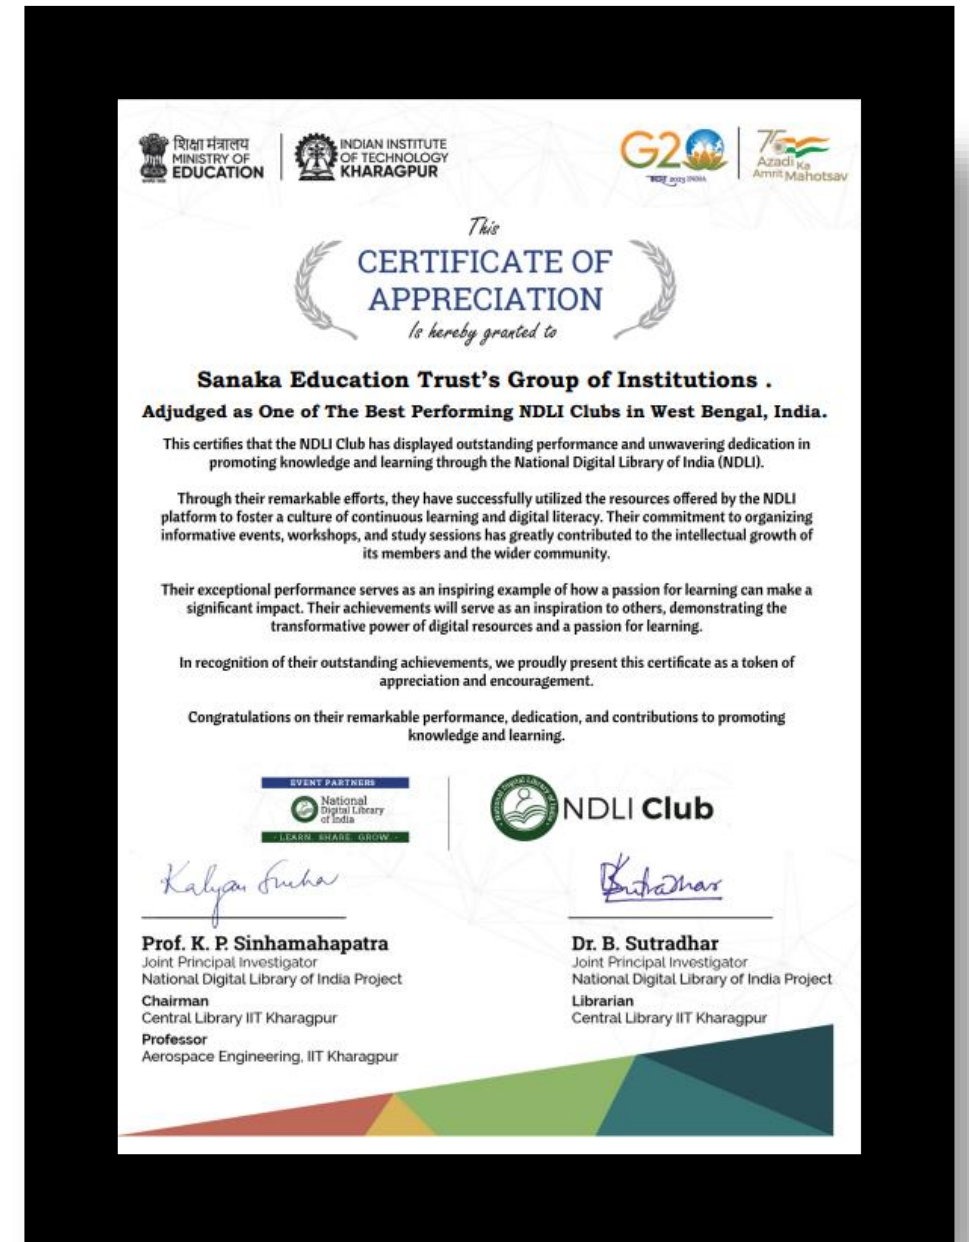 शिक्षा मंत्रालय
MINISTRY OF
EDUCATION
INDIAN INSTITUTE
OF TECHNOLOGY
KHARAGPUR
G20
भारत 2023 INDIA
75
Azadi Ka
Amrit Mahotsav
This
CERTIFICATE OF
APPRECIATION
Is hereby granted to
Sanaka Education Trust's Group of Institutions .
Adjudged as One of The Best Performing NDLI Clubs in West Bengal, India.
This certifies that the NDLI Club has displayed outstanding performance and unwavering dedication in
promoting knowledge and learning through the National Digital Library of India (NDLI).
Through their remarkable efforts, they have successfully utilized the resources offered by the NDLI
platform to foster a culture of continuous learning and digital literacy. Their commitment to organizing
informative events, workshops, and study sessions has greatly contributed to the intellectual growth of
its members and the wider community.
Their exceptional performance serves as an inspiring example of how a passion for learning can make a
significant impact. Their achievements will serve as an inspiration to others, demonstrating the
transformative power of digital resources and a passion for learning.
In recognition of their outstanding achievements, we proudly present this certificate as a token of
appreciation and encouragement.
Congratulations on their remarkable performance, dedication, and contributions to promoting
knowledge and learning.
EVENT PARTNERS
National
Digital Library
of India
- LEARN. SHARE. GROW. -
National Digital Library of India
NDLI Club
Kalyan Sinha
BSutradhar
Prof. K. P. Sinhamahapatra
Joint Principal Investigator
National Digital Library of India Project
Chairman
Central Library IIT Kharagpur
Professor
Aerospace Engineering, IIT Kharagpur
Dr. B. Sutradhar
Joint Principal Investigator
National Digital Library of India Project
Librarian
Central Library IIT Kharagpur